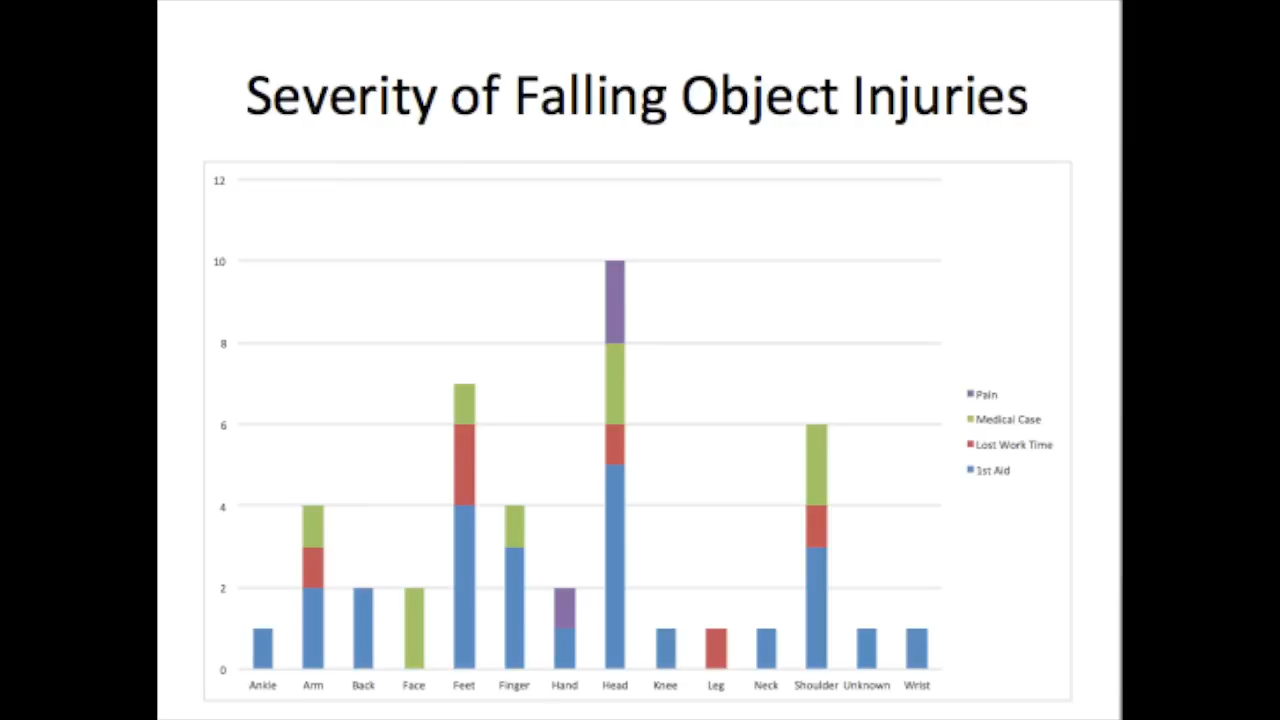 Severity of Falling Object Injuries
12
10
8
6
4
2
0
Ankle Arm Back Face Feet Finger Hand Head Knee Leg Neck Shoulder Unknown Wrist
Pain
Medical Case
Lost Work Time
1st Aid